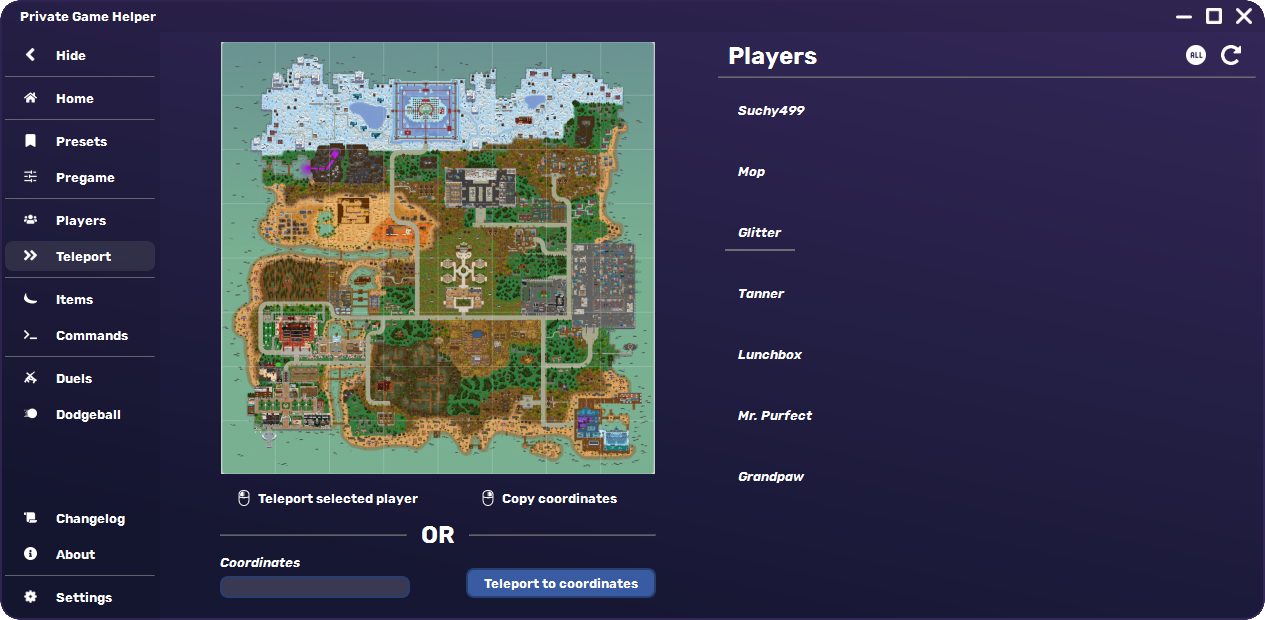 Private Game Helper
Hide
Home
Presets
Pregame
Players
Teleport
Items
Commands
Duels
Dodgeball
Changelog
About
Settings
Teleport selected player
Copy coordinates
OR
Coordinates
Teleport to coordinates
Players
ALL
Suchy499
Mop
Glitter
Tanner
Lunchbox
Mr. Purfect
Grandpaw